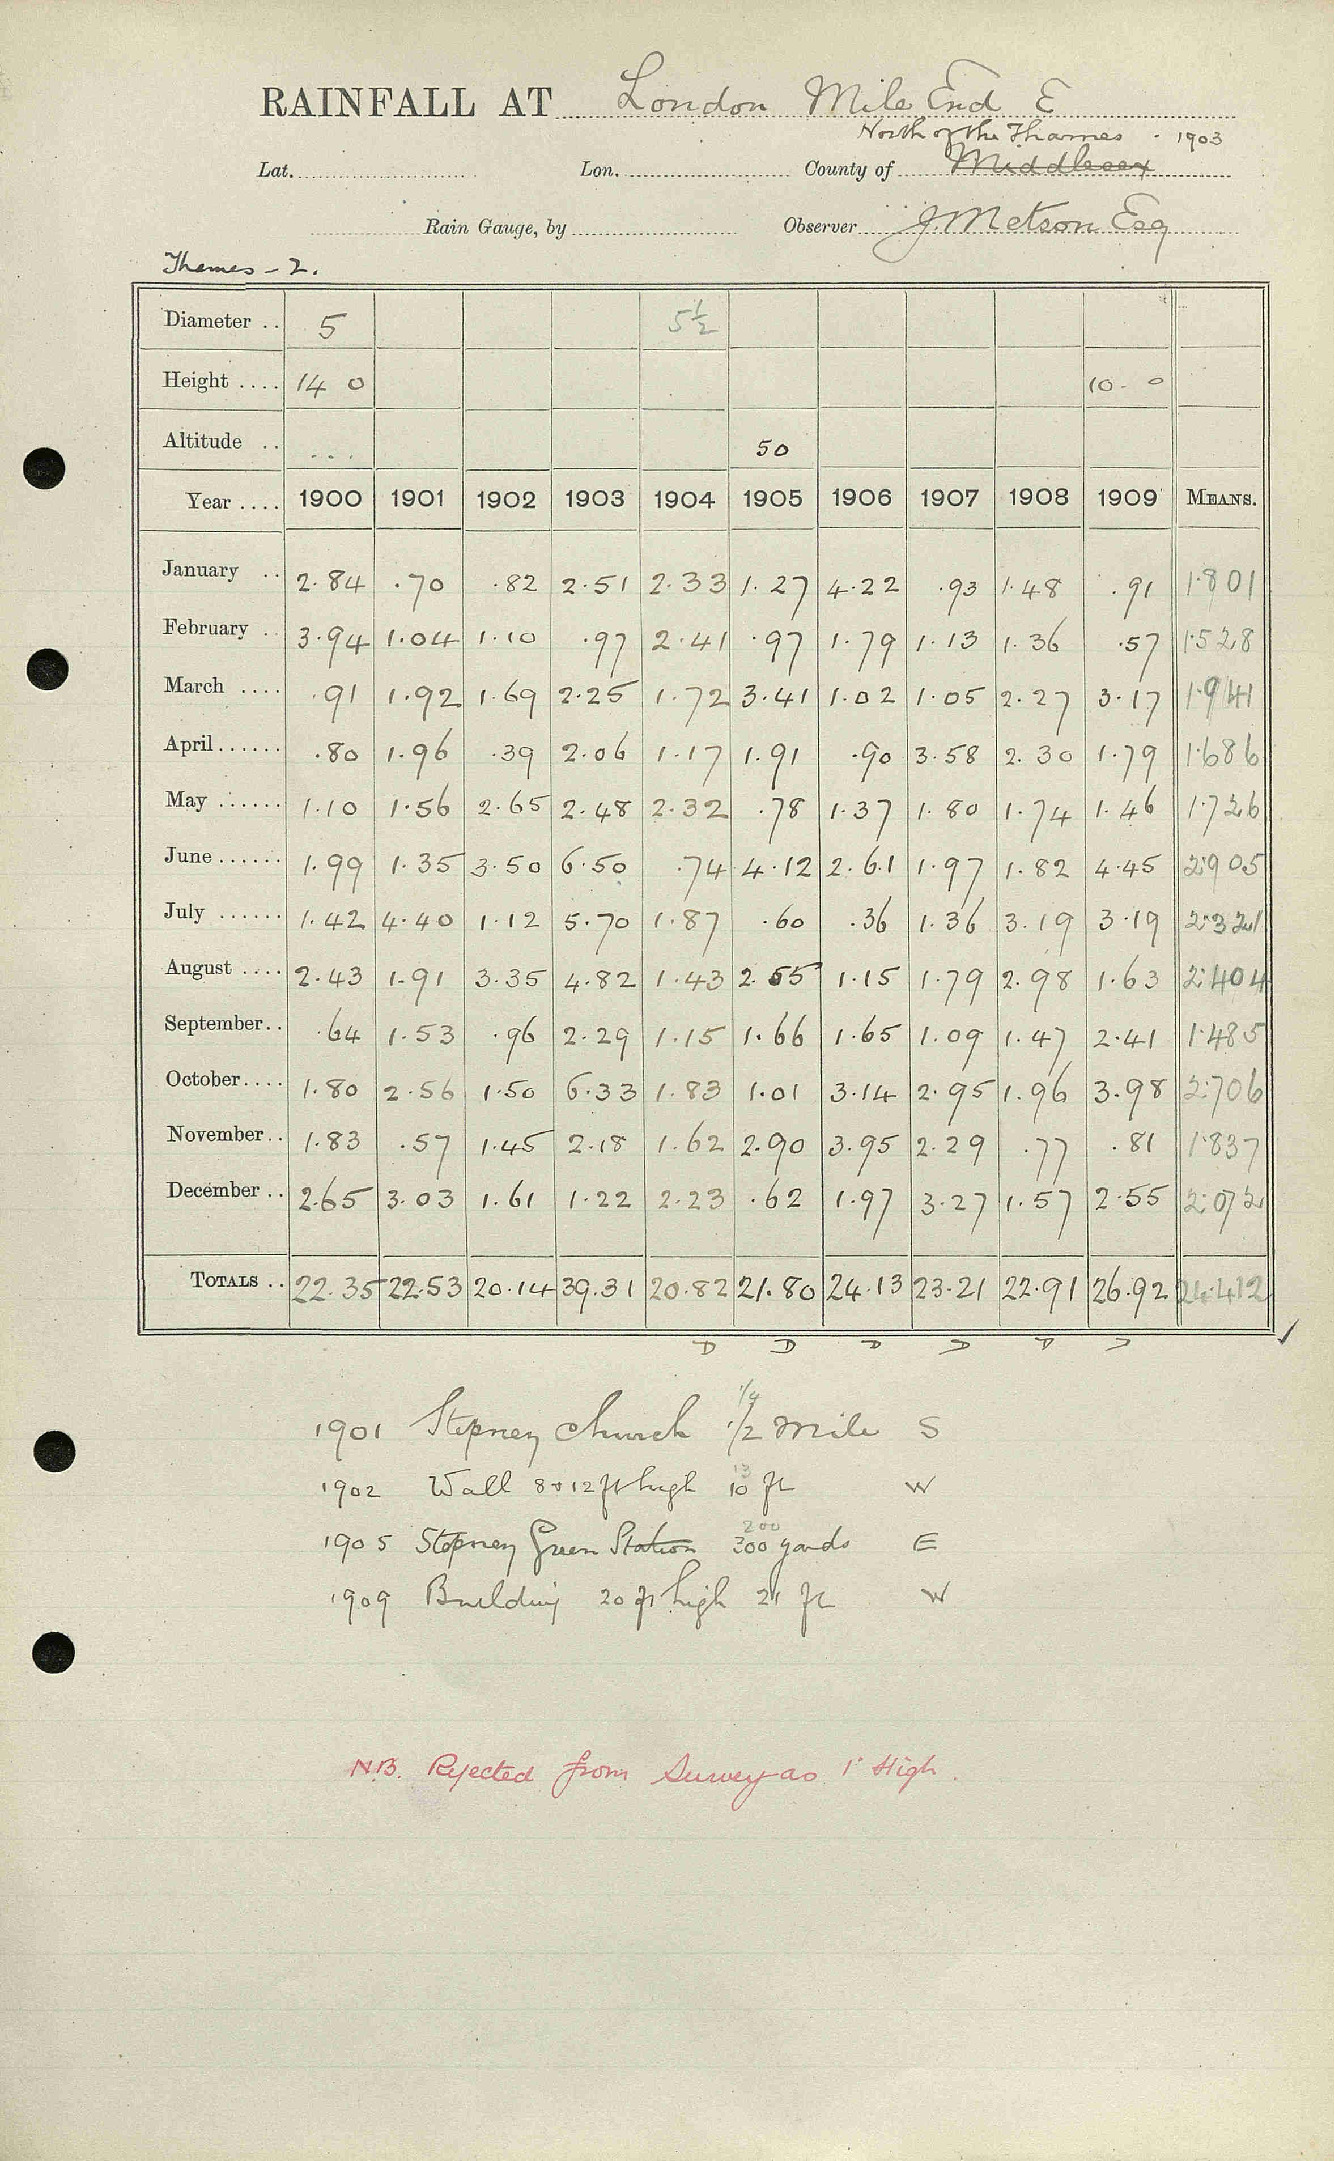 RAINFALL AT London Mile End E
North of the Thames - 1903
Lat. Lon. County of Middlesex
Rain Gauge, by Observer J. Metson Esq
Thames - 2.
Diameter .. 5 5½
Height .... 14 0 10 - 0
Altitude .. ... 50
Year .... 1900 1901 1902 1903 1904 1905 1906 1907 1908 1909 MEANS.
January .. 2.84 .70 .82 2.51 2.33 1.27 4.22 .93 1.48 .91 1.801
February .. 3.94 1.04 1.10 .97 2.41 .97 1.79 1.13 1.36 .57 1.528
March .... .91 1.92 1.69 2.25 1.72 3.41 1.02 1.05 2.27 3.17 1.941
April ...... .80 1.96 .39 2.06 1.17 1.91 .90 3.58 2.30 1.79 1.686
May ...... 1.10 1.56 2.65 2.48 2.32 .78 1.37 1.80 1.74 1.46 1.726
June ...... 1.99 1.35 3.50 6.50 .74 4.12 2.61 1.97 1.82 4.45 2.905
July ...... 1.42 4.40 1.12 5.70 1.87 .60 .36 1.36 3.19 3.19 2.321
August .... 2.43 1.91 3.35 4.82 1.43 2.55 1.15 1.79 2.98 1.63 2.404
September .. .64 1.53 .96 2.29 1.15 1.66 1.65 1.09 1.47 2.41 1.485
October .... 1.80 2.56 1.50 6.33 1.83 1.01 3.14 2.95 1.96 3.98 2.706
November .. 1.83 .57 1.45 2.18 1.62 2.90 3.95 2.29 .77 .81 1.837
December .. 2.65 3.03 1.61 1.22 2.23 .62 1.97 3.27 1.57 2.55 2.072
TOTALS .. 22.35 22.53 20.14 39.31 20.82 21.80 24.13 23.21 22.91 26.92 24.412
D D D D D D
1/4
1901 Stepney Church 1/2 mile S
13
1902 Wall 8 to 12 ft high 10 ft W
200
1905 Stepney Green Station 300 yards E
1909 Building 20 ft high 21 ft W
N.B. Rejected from Survey as 1' High.